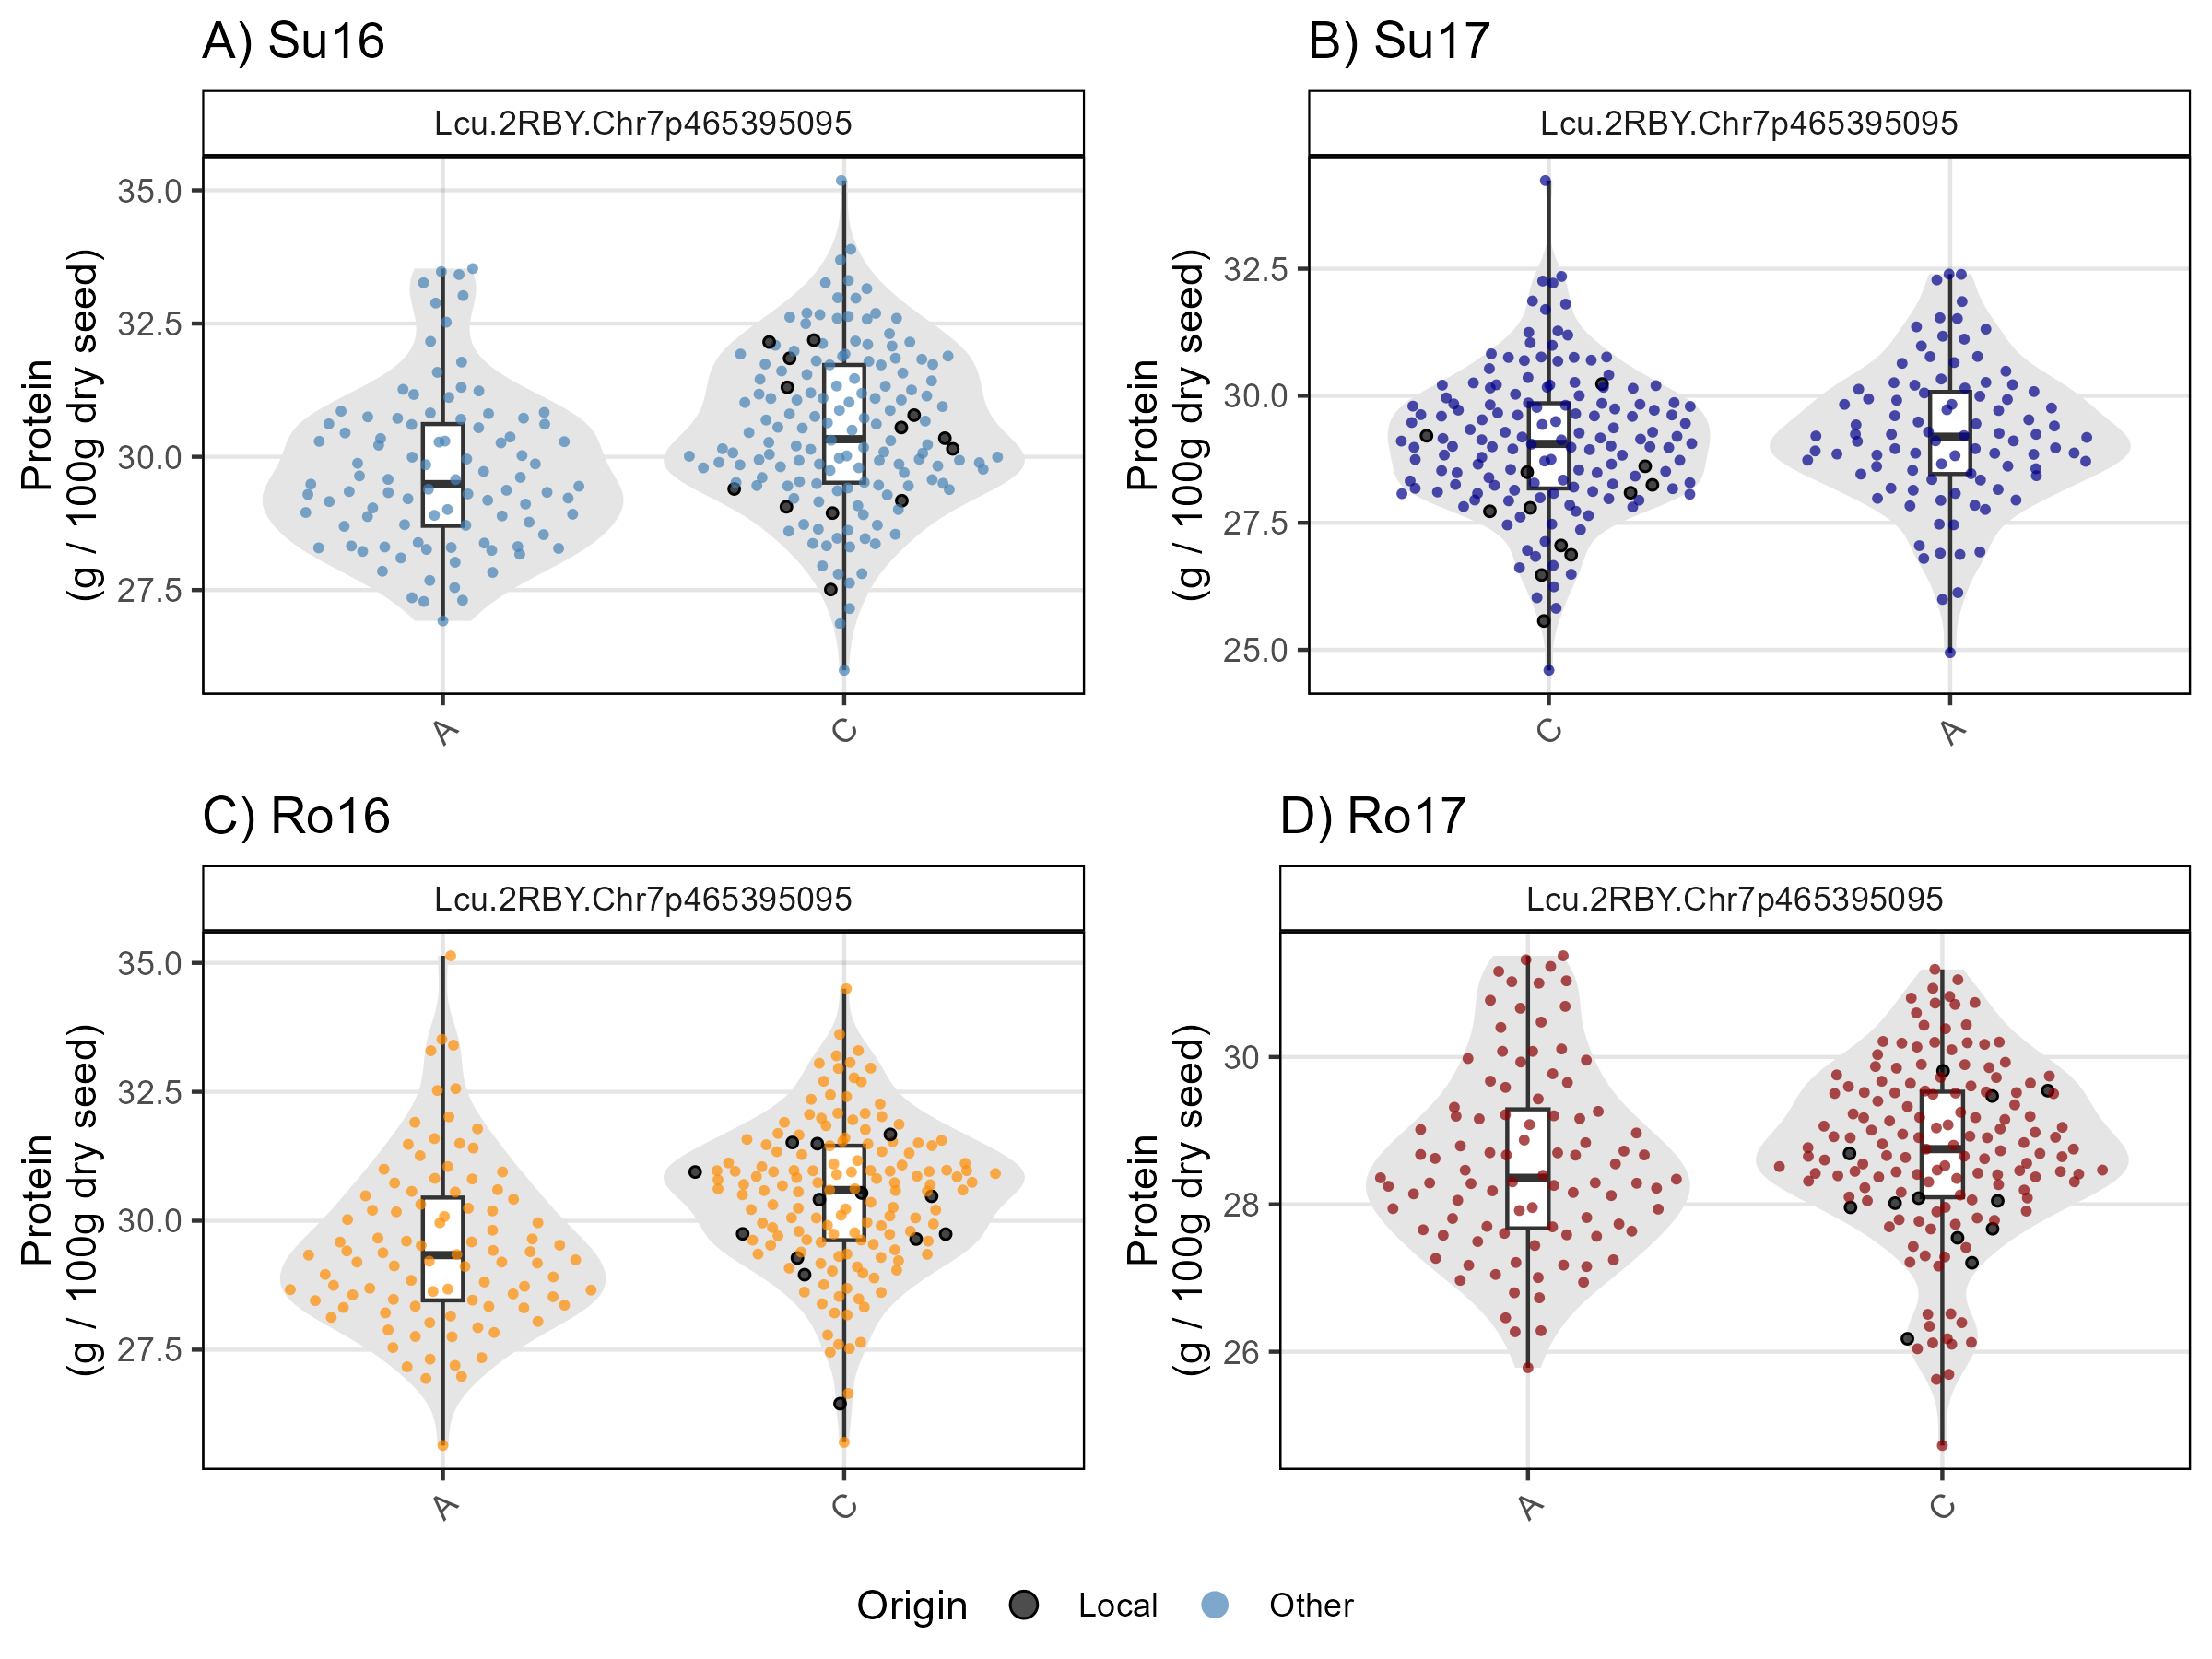 A) Su16
Lcu.2RBY.Chr7p465395095
Protein
(g / 100g dry seed)
35.0
32.5
30.0
27.5
A
C
B) Su17
Lcu.2RBY.Chr7p465395095
Protein
(g / 100g dry seed)
32.5
30.0
27.5
25.0
C
A
C) Ro16
Lcu.2RBY.Chr7p465395095
Protein
(g / 100g dry seed)
35.0
32.5
30.0
27.5
A
C
D) Ro17
Lcu.2RBY.Chr7p465395095
Protein
(g / 100g dry seed)
30
28
26
A
C
Origin
Local
Other